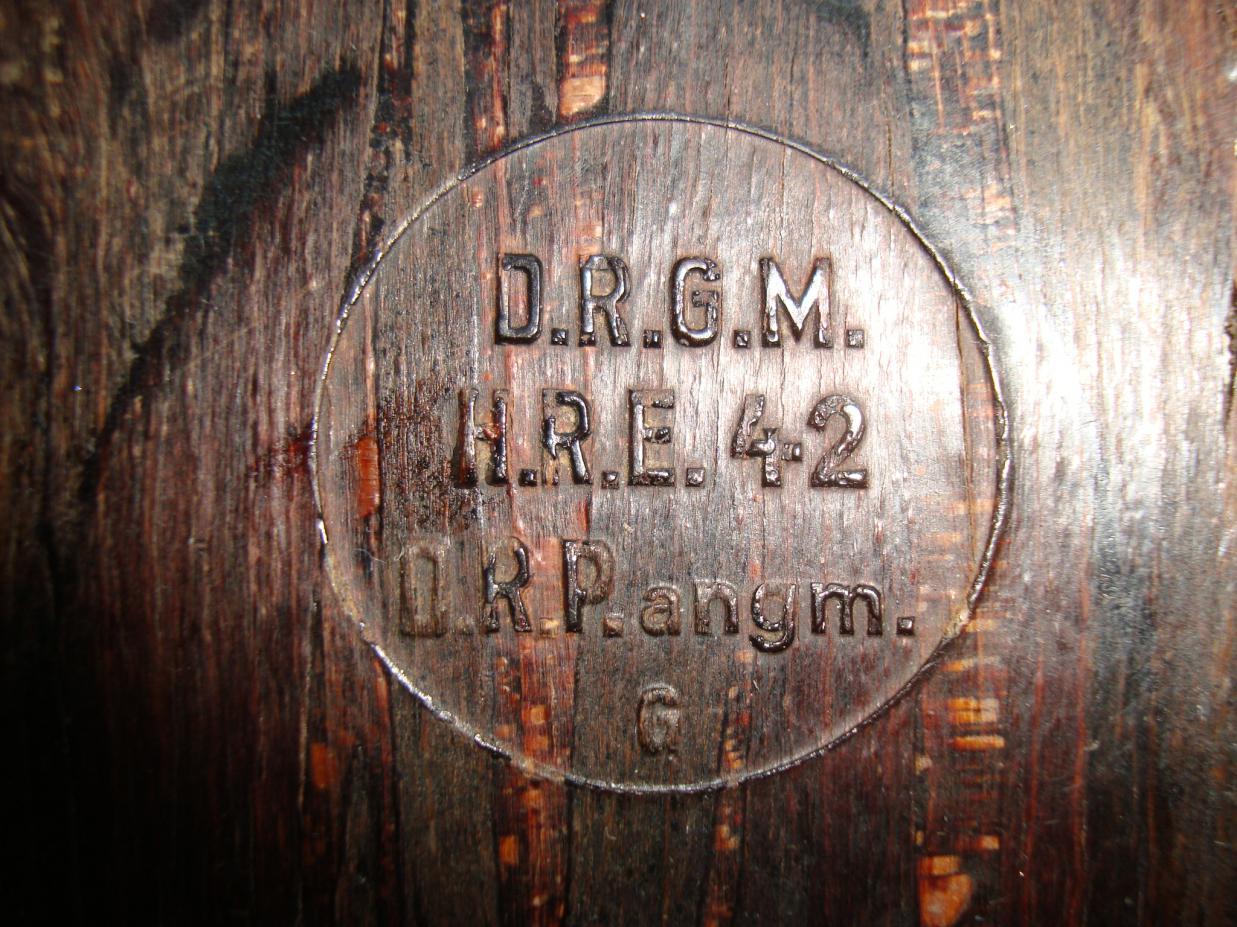 D.R.G.M.
H.R.E. 42
D.R.P. angm.
G